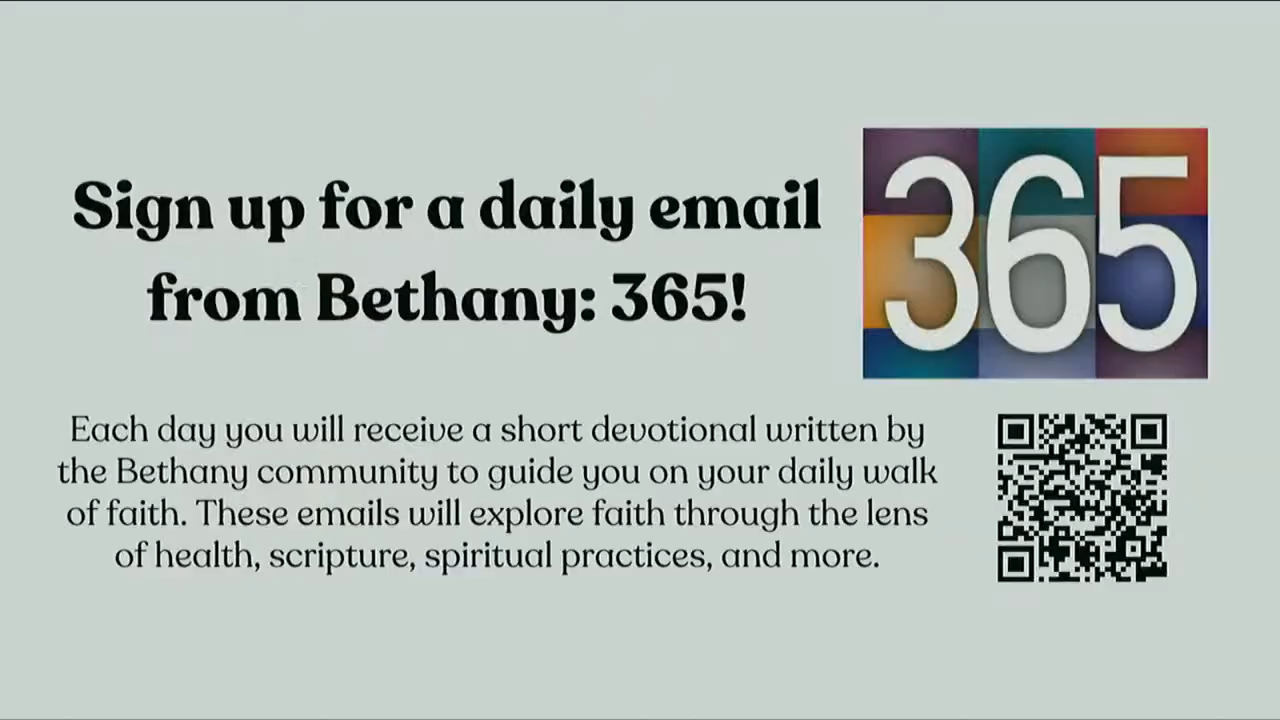 Sign up for a daily email
from Bethany: 365!
365
Each day you will receive a short devotional written by
the Bethany community to guide you on your daily walk
of faith. These emails will explore faith through the lens
of health, scripture, spiritual practices, and more.